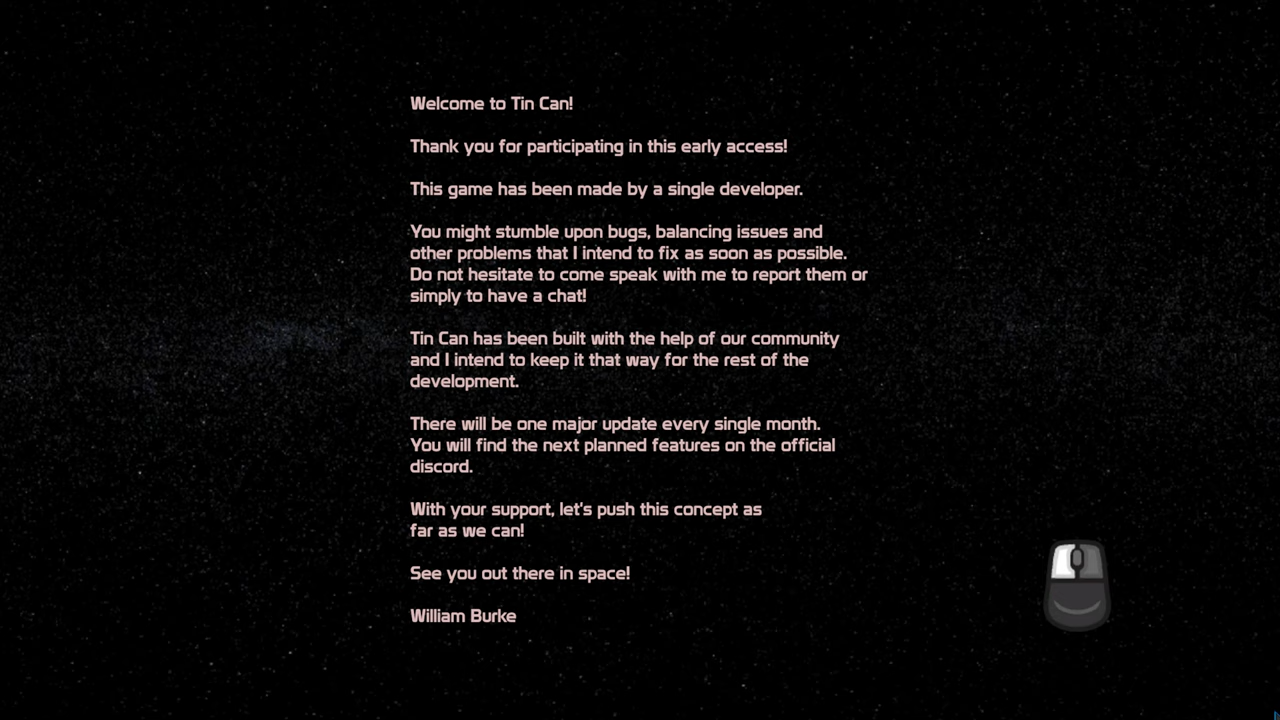 Welcome to Tin Can!
Thank you for participating in this early access!
This game has been made by a single developer.
You might stumble upon bugs, balancing issues and
other problems that I intend to fix as soon as possible.
Do not hesitate to come speak with me to report them or
simply to have a chat!
Tin Can has been built with the help of our community
and I intend to keep it that way for the rest of the
development.
There will be one major update every single month.
You will find the next planned features on the official
discord.
With your support, let's push this concept as
far as we can!
See you out there in space!
William Burke